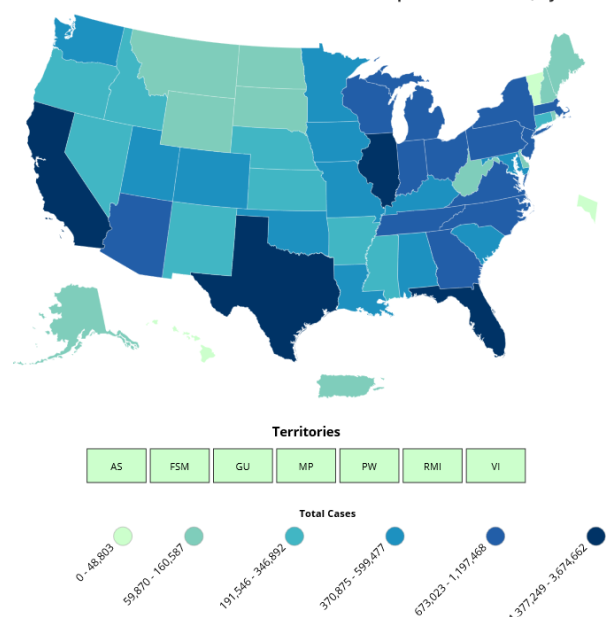 Territories
AS FSM GU MP PW RMI VI
Total Cases
0 - 48,803
59,870 - 160,587
191,546 - 346,892
370,875 - 599,477
673,023 - 1,197,468
,377,249 - 3,674,662